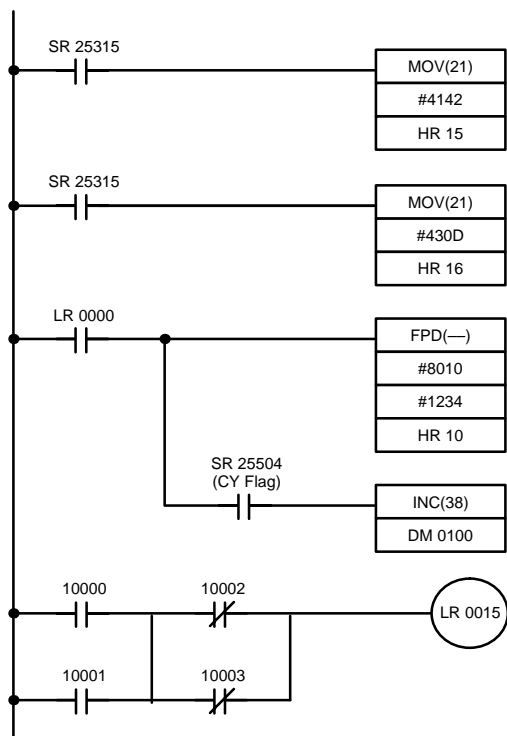 SR 25315
MOV(21)
#4142
HR 15
SR 25315
MOV(21)
#430D
HR 16
LR 0000
FPD(––)
#8010
#1234
HR 10
SR 25504
(CY Flag)
INC(38)
DM 0100
10000
10002
LR 0015
10001
10003